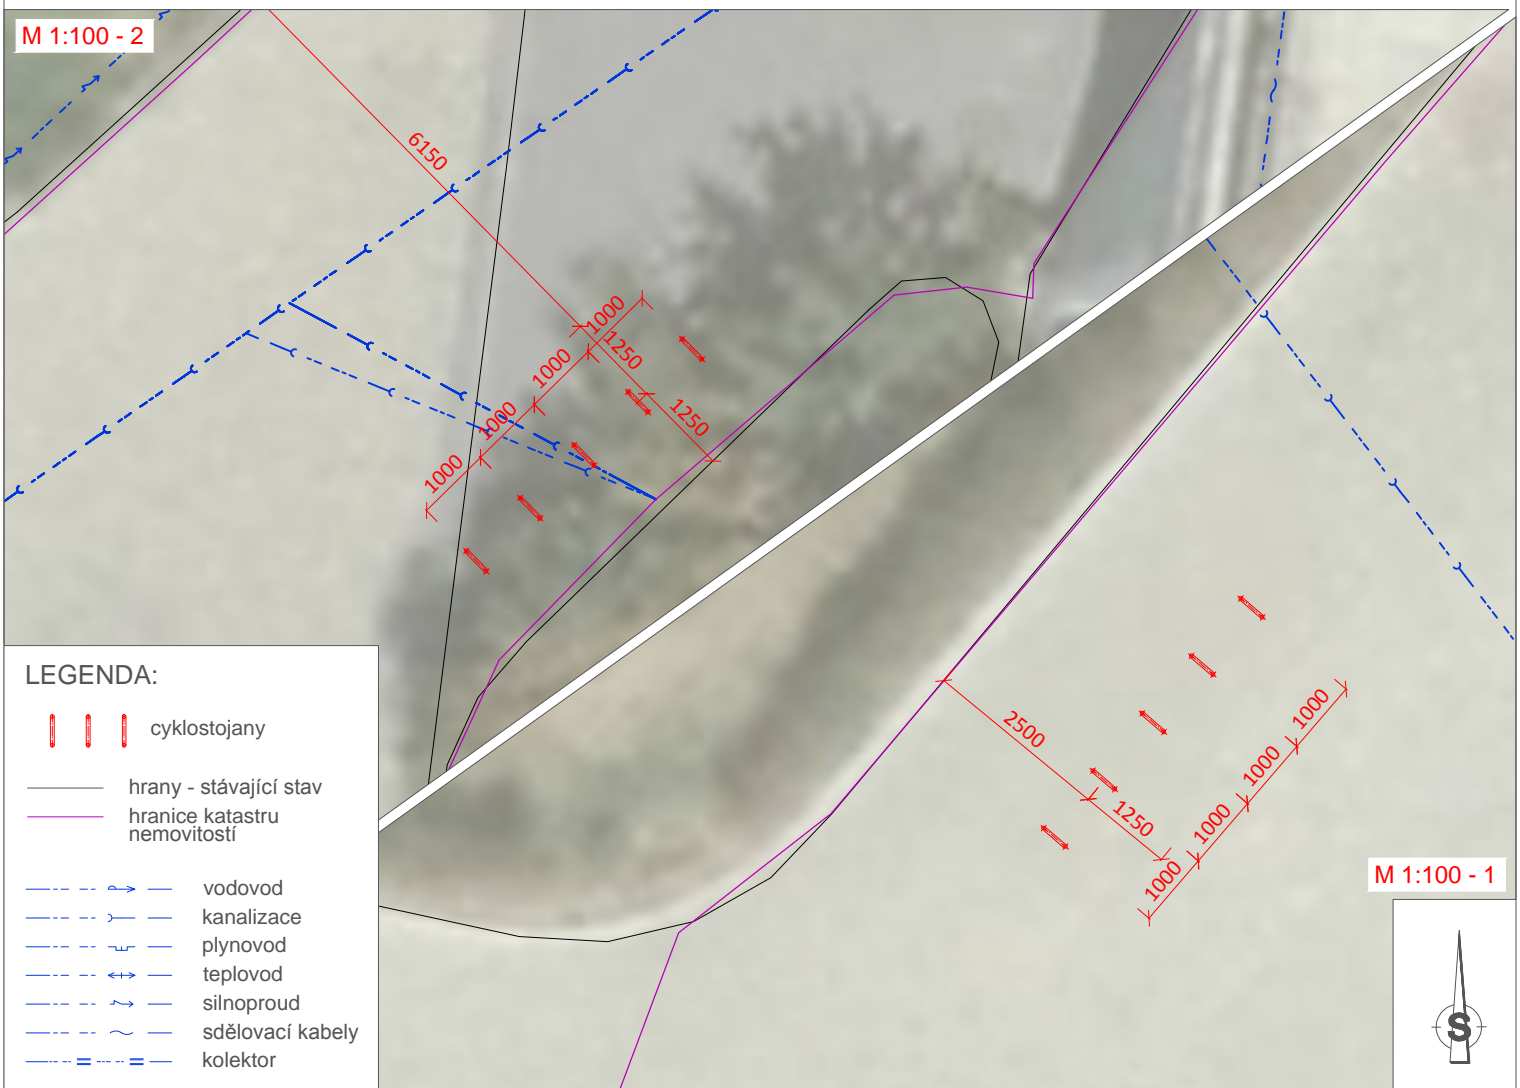 M 1:100 - 2
6150
1000
1250
1000
1250
1000
1000
2500
1250
1000
1000
1000
1000
M 1:100 - 1
LEGENDA:
cyklostojany
hrany - stávající stav
hranice katastru
nemovitostí
vodovod
kanalizace
plynovod
teplovod
silnoproud
sdělovací kabely
kolektor
S